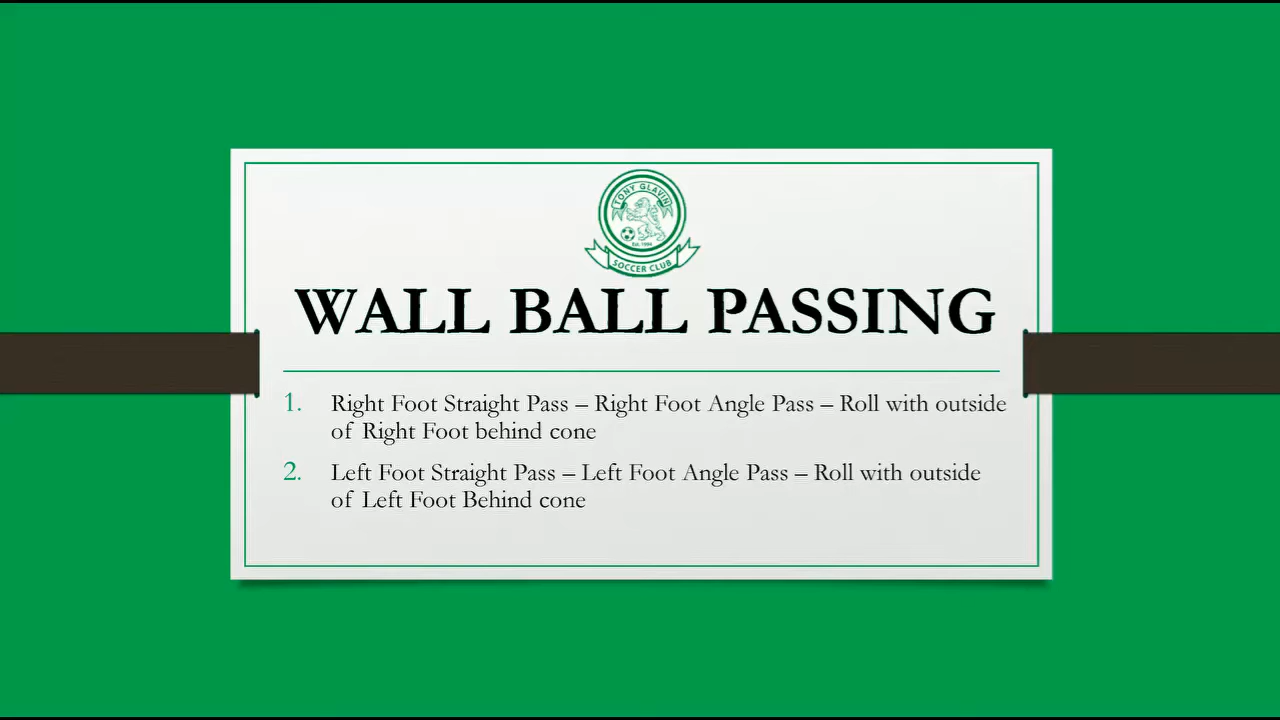 TONY GLAVIN
Est. 1994
SOCCER CLUB
WALL BALL PASSING
1. Right Foot Straight Pass – Right Foot Angle Pass – Roll with outside
of Right Foot behind cone
2. Left Foot Straight Pass – Left Foot Angle Pass – Roll with outside
of Left Foot Behind cone